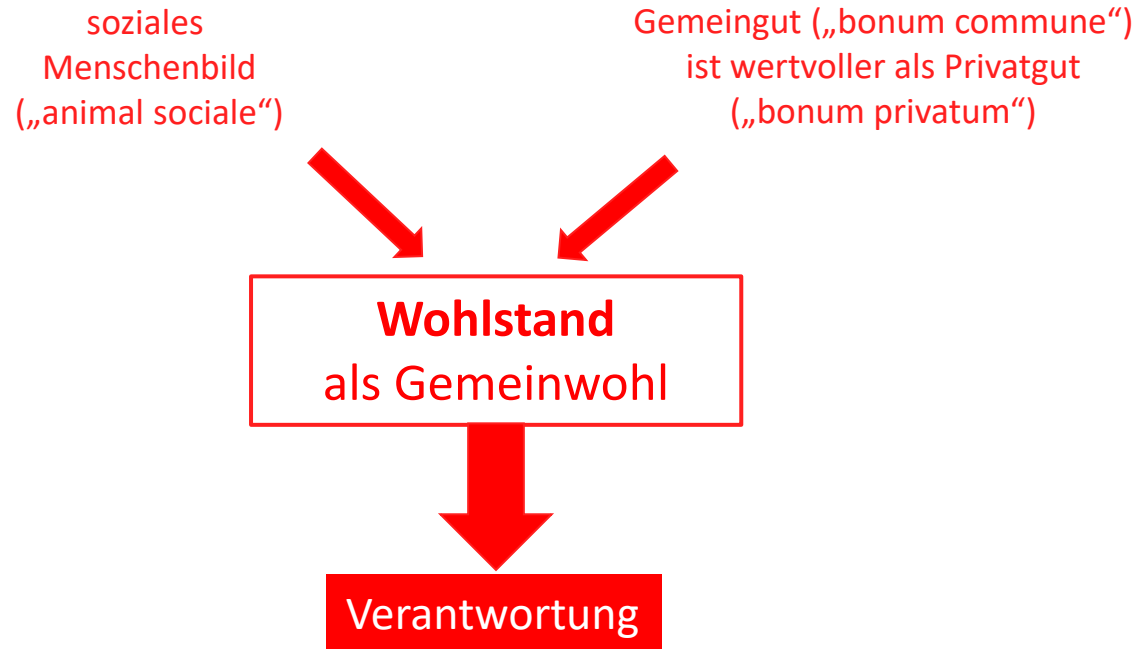 soziales
Menschenbild
(„animal sociale“)
Gemeingut („bonum commune“)
ist wertvoller als Privatgut
(„bonum privatum“)
Wohlstand
als Gemeinwohl
Verantwortung